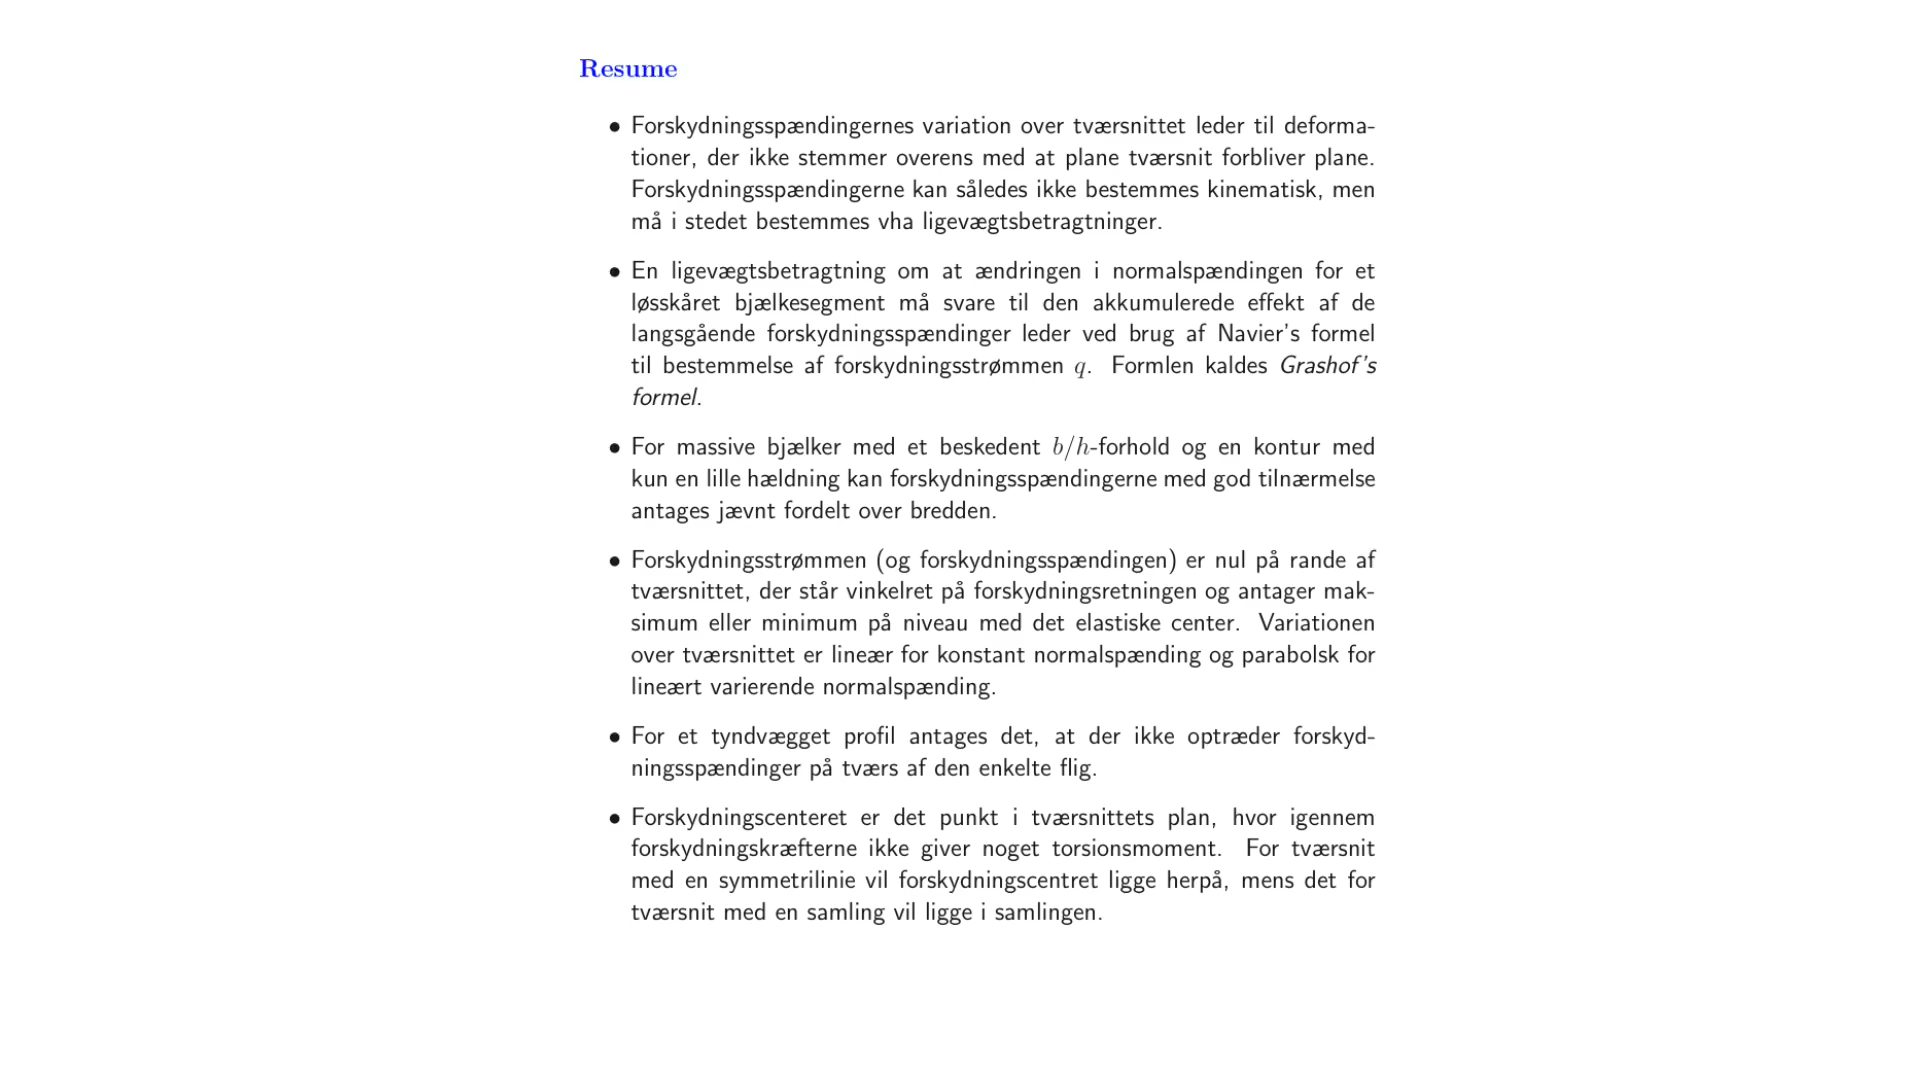 Resume
• Forskydningsspændingernes variation over tværsnittet leder til deforma-
tioner, der ikke stemmer overens med at plane tværsnit forbliver plane.
Forskydningsspændingerne kan således ikke bestemmes kinematisk, men
må i stedet bestemmes vha ligevægtsbetragtninger.
• En ligevægtsbetragtning om at ændringen i normalspændingen for et
løsskåret bjælkesegment må svare til den akkumulerede effekt af de
langsgående forskydningsspændinger leder ved brug af Navier's formel
til bestemmelse af forskydningsstrømmen q. Formlen kaldes Grashof's
formel.
• For massive bjælker med et beskedent b/h-forhold og en kontur med
kun en lille hældning kan forskydningsspændingerne med god tilnærmelse
antages jævnt fordelt over bredden.
• Forskydningsstrømmen (og forskydningsspændingen) er nul på rande af
tværsnittet, der står vinkelret på forskydningsretningen og antager mak-
simum eller minimum på niveau med det elastiske center. Variationen
over tværsnittet er lineær for konstant normalspænding og parabolsk for
lineært varierende normalspænding.
• For et tyndvægget profil antages det, at der ikke optræder forskyd-
ningsspændinger på tværs af den enkelte flig.
• Forskydningscenteret er det punkt i tværsnittets plan, hvor igennem
forskydningskræfterne ikke giver noget torsionsmoment. For tværsnit
med en symmetrilinie vil forskydningscentret ligge herpå, mens det for
tværsnit med en samling vil ligge i samlingen.